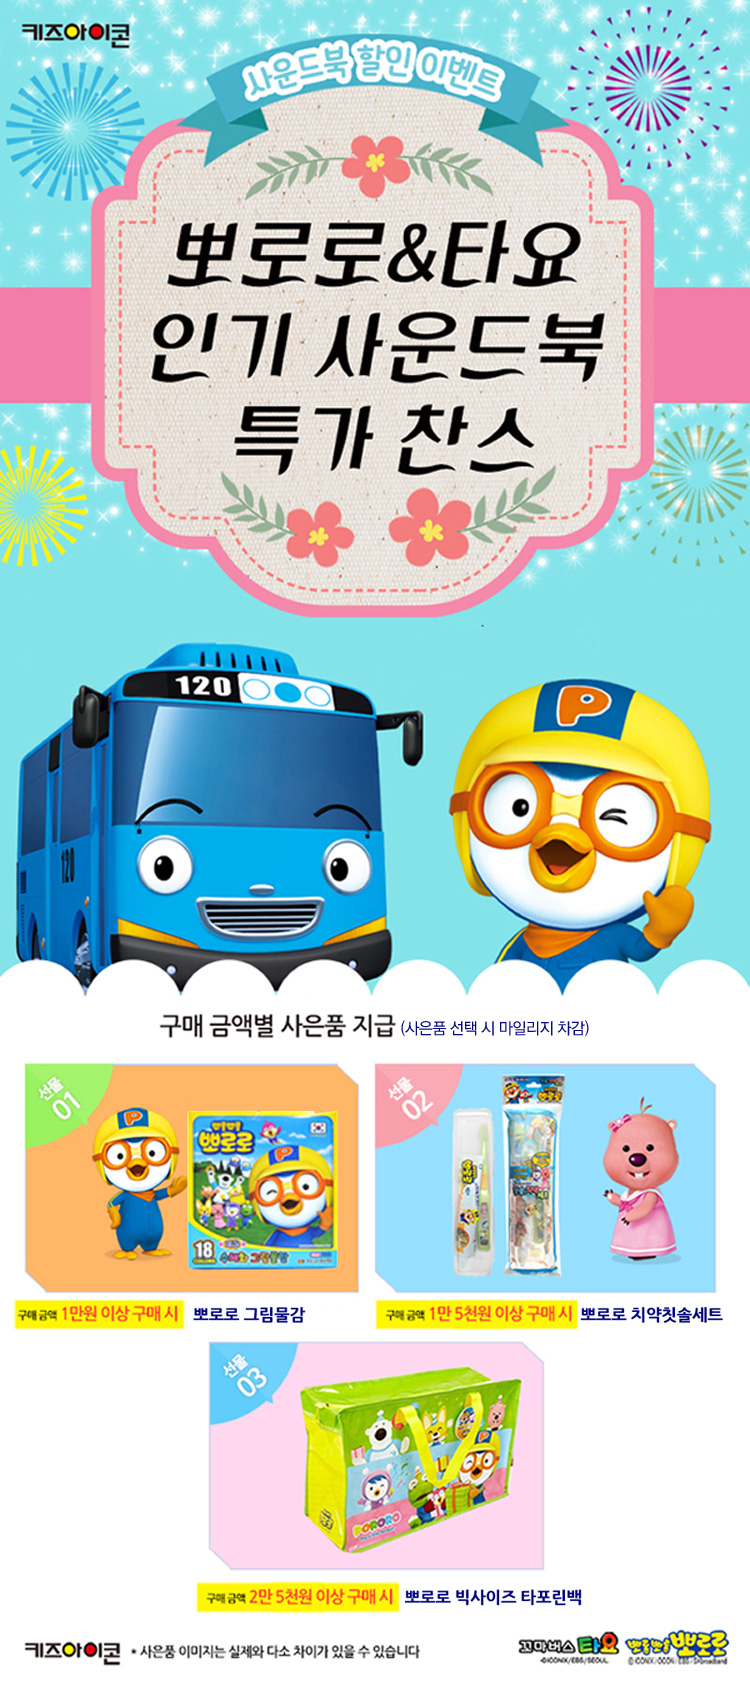 키즈아이콘
사운드북 할인 이벤트
뽀로로&타요
인기 사운드북
특가 찬스
120
P
120
구매 금액별 사은품 지급 (사은품 선택 시 마일리지 차감)
선물
01
P
뽀로로
P
18
선물
02
구매 금액 1만원 이상 구매 시 뽀로로 그림물감
구매 금액 1만 5천원 이상 구매 시 뽀로로 치약칫솔세트
선물
03
PORORO
구매 금액 2만 5천원 이상 구매 시 뽀로로 빅사이즈 타포린백
키즈아이콘 * 사은품 이미지는 실제와 다소 차이가 있을 수 있습니다
꼬마버스 타요
©ICONIX/EBS/SEOUL
뽀롱뽀롱 뽀로로